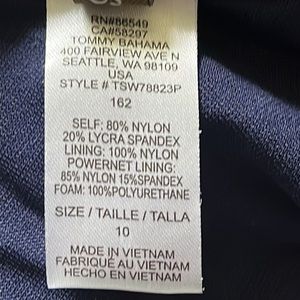 RN#86549
CA#58297
TOMMY BAHAMA
400 FAIRVIEW AVE N
SEATTLE, WA 98109
USA
STYLE # TSW78823P
162
SELF: 80% NYLON
20% LYCRA SPANDEX
LINING: 100% NYLON
POWERNET LINING:
85% NYLON 15%SPANDEX
FOAM: 100%POLYURETHANE
SIZE / TAILLE / TALLA
10
MADE IN VIETNAM
FABRIQUÉ AU VIETNAM
HECHO EN VIETNAM